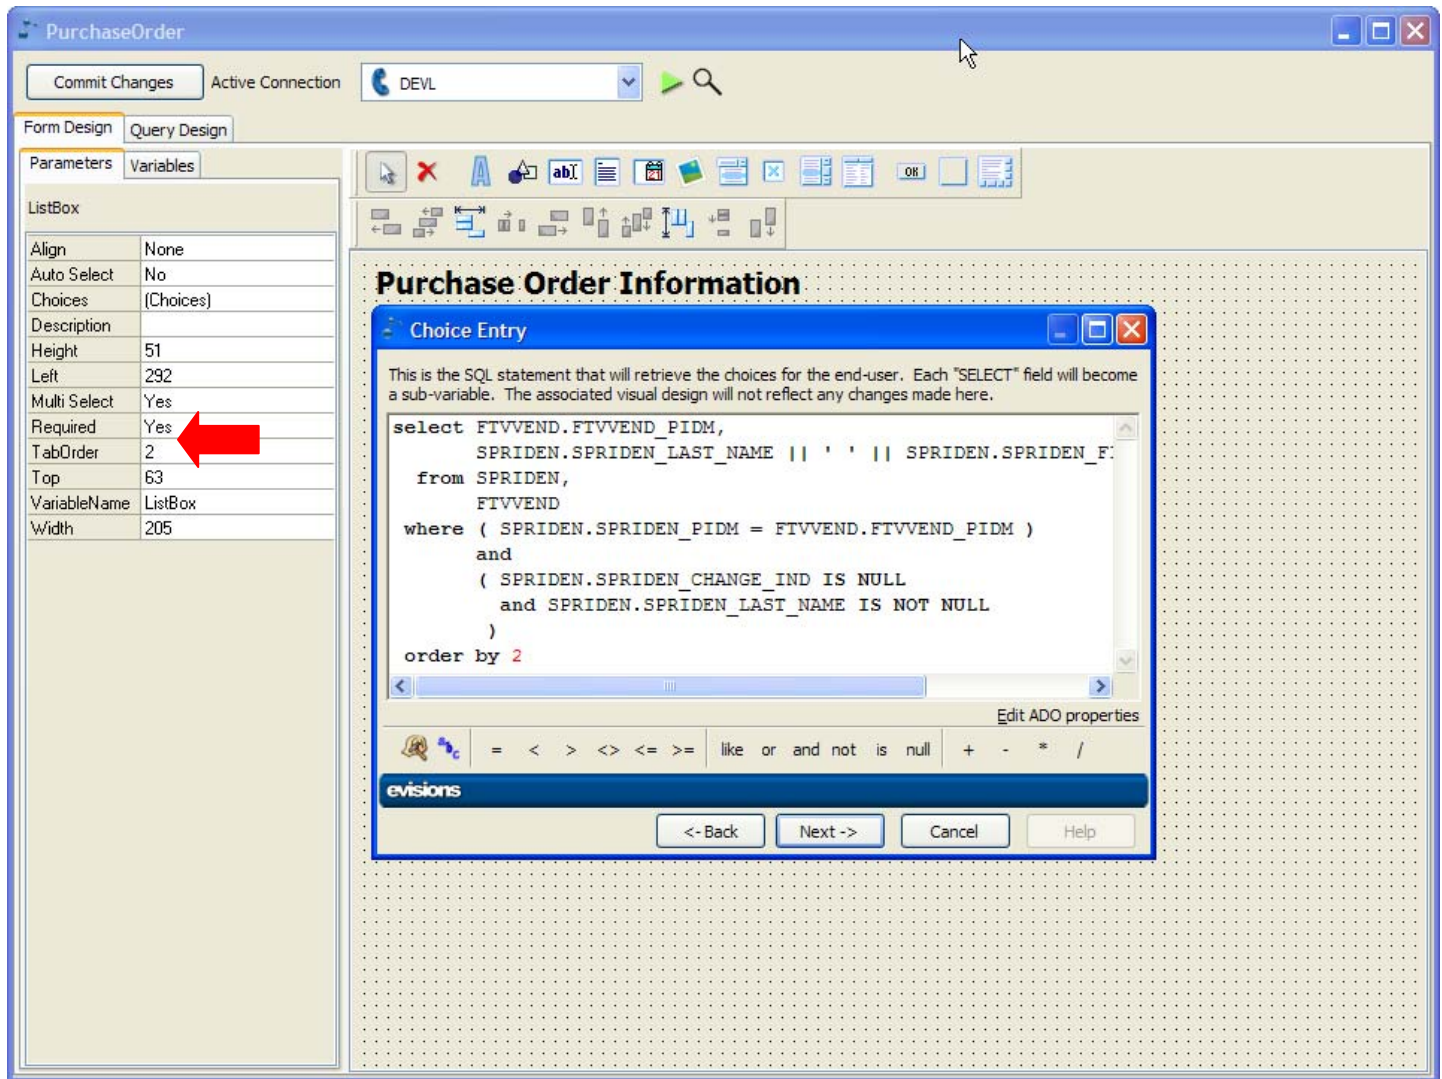 PurchaseOrder
Commit Changes Active Connection DEVL
Form Design Query Design
Parameters Variables
ListBox
Align None
Auto Select No
Choices (Choices)
Description
Height 51
Left 292
Multi Select Yes
Required Yes
TabOrder 2
Top 63
VariableName ListBox
Width 205
abI
21
OK
Purchase Order Information
Choice Entry
This is the SQL statement that will retrieve the choices for the end-user. Each "SELECT" field will become
a sub-variable. The associated visual design will not reflect any changes made here.
select FTVVEND.FTVVEND_PIDM,
SPRIDEN.SPRIDEN_LAST_NAME || ' ' || SPRIDEN.SPRIDEN_F
from SPRIDEN,
FTVVEND
where ( SPRIDEN.SPRIDEN_PIDM = FTVVEND.FTVVEND_PIDM )
and
( SPRIDEN.SPRIDEN_CHANGE_IND IS NULL
and SPRIDEN.SPRIDEN_LAST_NAME IS NOT NULL
)
order by 2
Edit ADO properties
a b c = < > <> <= >= like or and not is null + - * /
evisions
<- Back Next -> Cancel Help